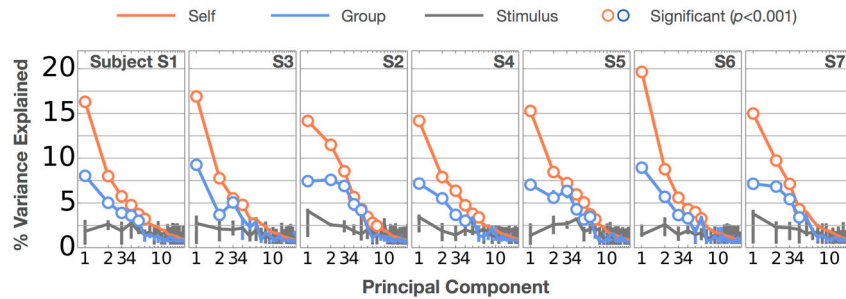 Self Group Stimulus Significant (p<0.001)
% Variance Explained
20
15
10
5
0
Subject S1 S3 S2 S4 S5 S6 S7
1 2 34 10 1 2 34 10 1 2 34 10 1 2 34 10 1 2 34 10 1 2 34 10 1 2 34 10
Principal Component